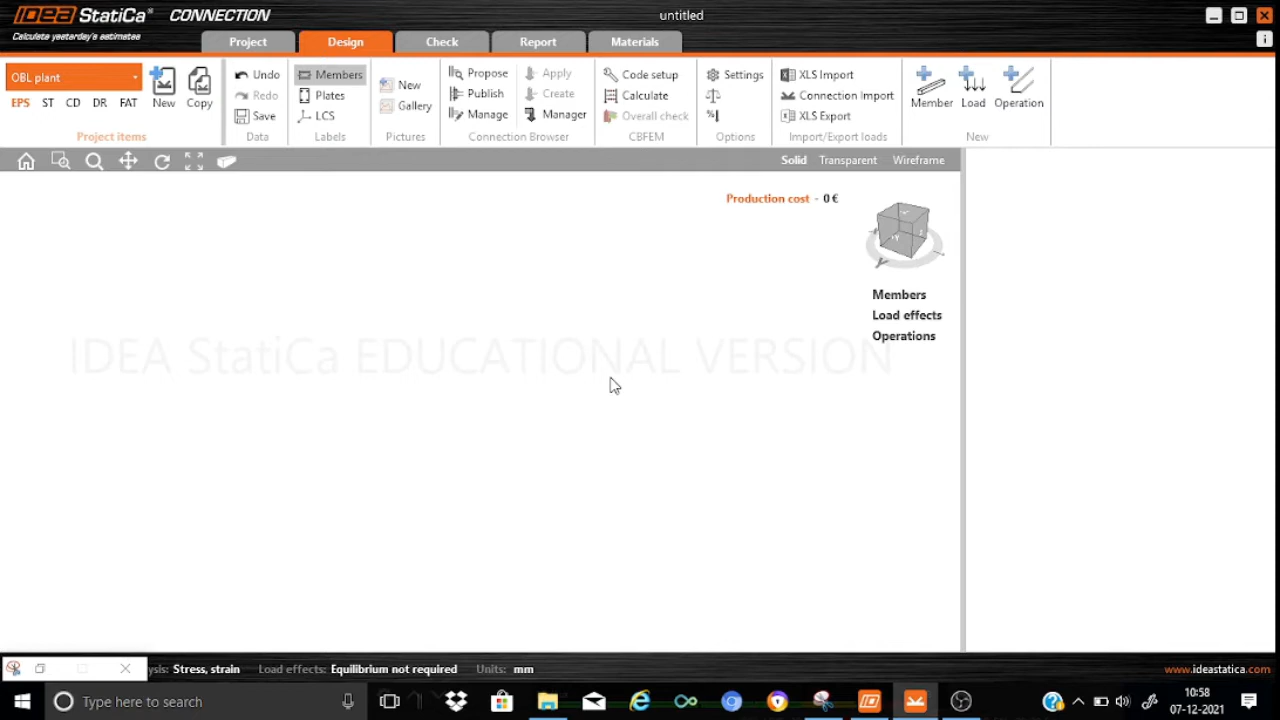 IDEA StatiCa® CONNECTION
Calculate yesterday's estimates
untitled
Project Design Check Report Materials
OBL plant
EPS ST CD DR FAT
New Copy
Project items
Undo
Redo
Save
Data
Members
Plates
LCS
Labels
New
Gallery
Pictures
Propose Apply
Publish Create
Manage Manager
Connection Browser
Code setup
Calculate
Overall check
CBFEM
Settings
Options
XLS Import
Connection Import
XLS Export
Import/Export loads
Member Load Operation
New
Solid Transparent Wireframe
Production cost - 0 €
Members
Load effects
Operations
IDEA StatiCa EDUCATIONAL VERSION
ysis: Stress, strain Load effects: Equilibrium not required Units: mm
www.ideastatica.com
Type here to search
10:58
07-12-2021